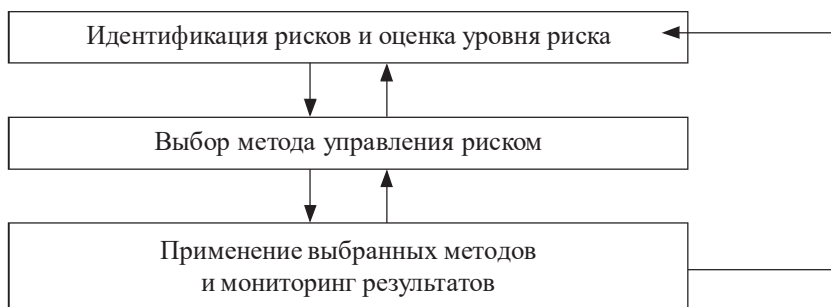 Идентификация рисков и оценка уровня риска
Выбор метода управления риском
Применение выбранных методов
и мониторинг результатов